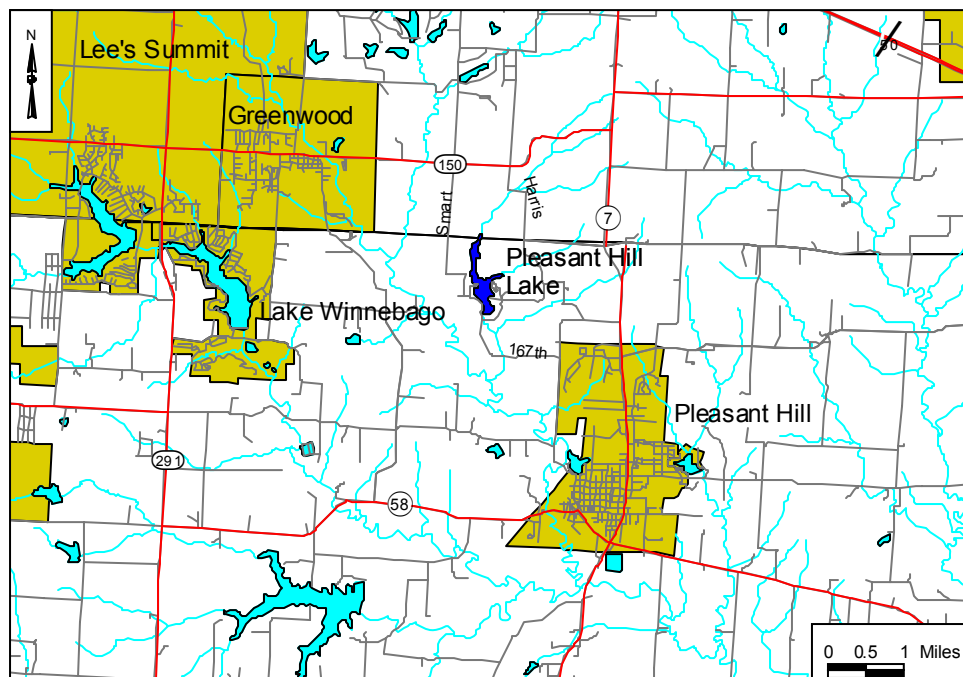 N
Lee's Summit
50
Greenwood
150
Smart
Harris
7
Pleasant Hill
Lake
Lake Winnebago
167th
Pleasant Hill
291
58
0 0.5 1 Miles